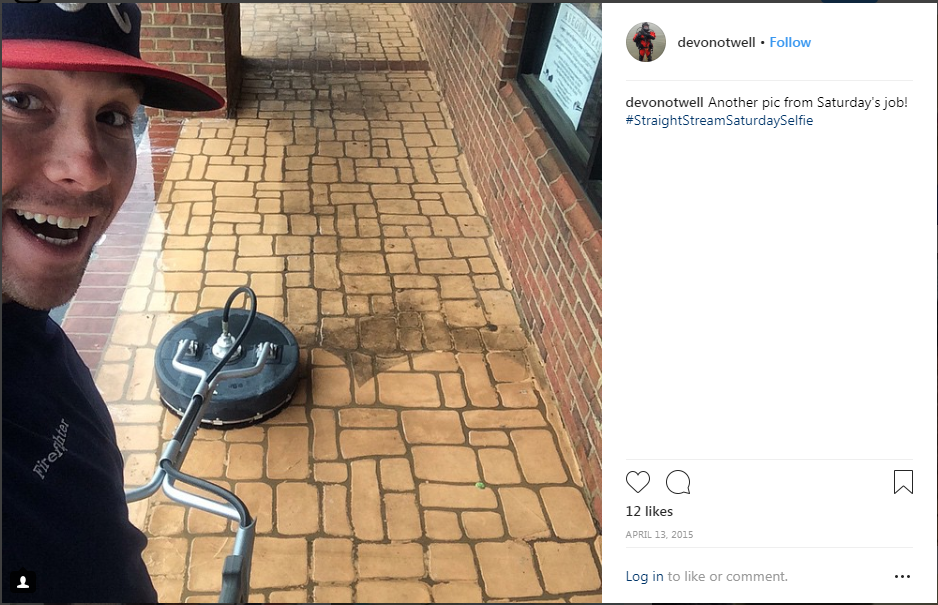 devonotwell • Follow
devonotwell Another pic from Saturday's job!
#StraightStreamSaturdaySelfie
Firefighter
12 likes
APRIL 13, 2015
Log in to like or comment.